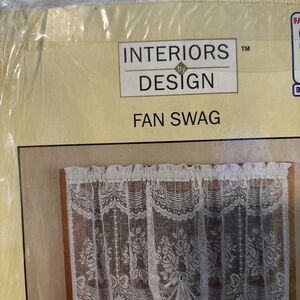 INTERIORS
by
DESIGN
™
FAN SWAG